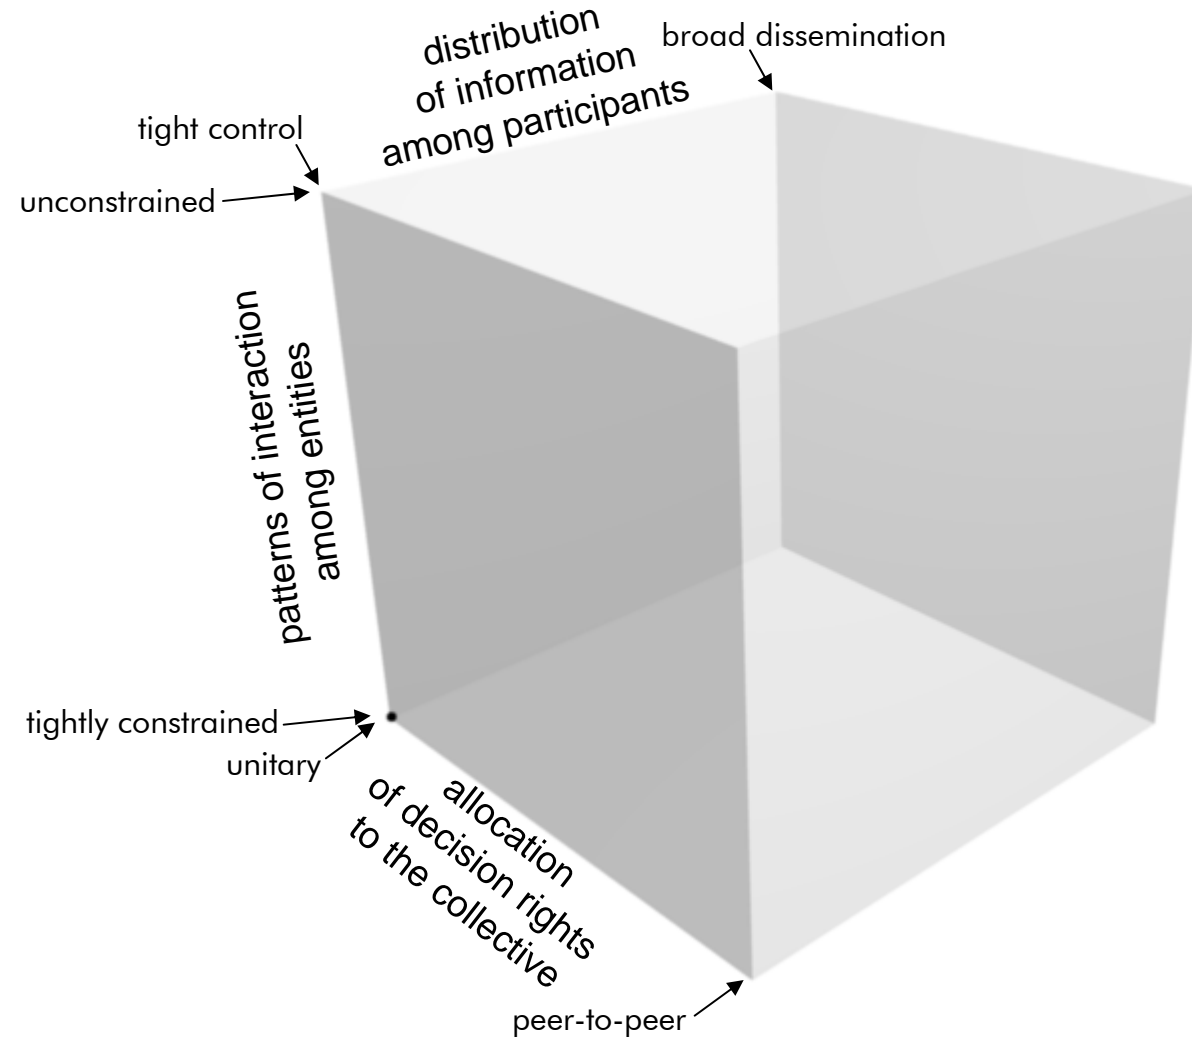 distribution
of information
among participants
broad dissemination
tight control
unconstrained
patterns of interaction
among entities
tightly constrained
unitary
allocation
of decision rights
to the collective
peer-to-peer